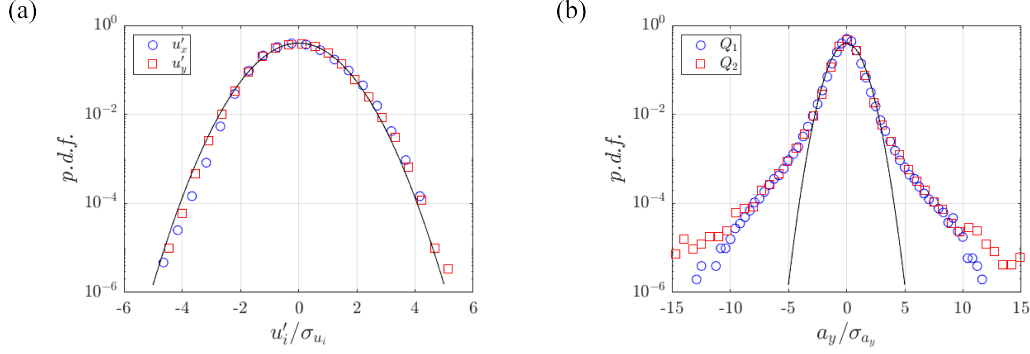 (a)
10^0
10^-2
10^-4
10^-6
p.d.f.
u'_x
u'_y
-6 -4 -2 0 2 4 6
u'_i/σ_{u_i}
(b)
10^0
10^-2
10^-4
10^-6
p.d.f.
Q_1
Q_2
-15 -10 -5 0 5 10 15
a_y/σ_{a_y}